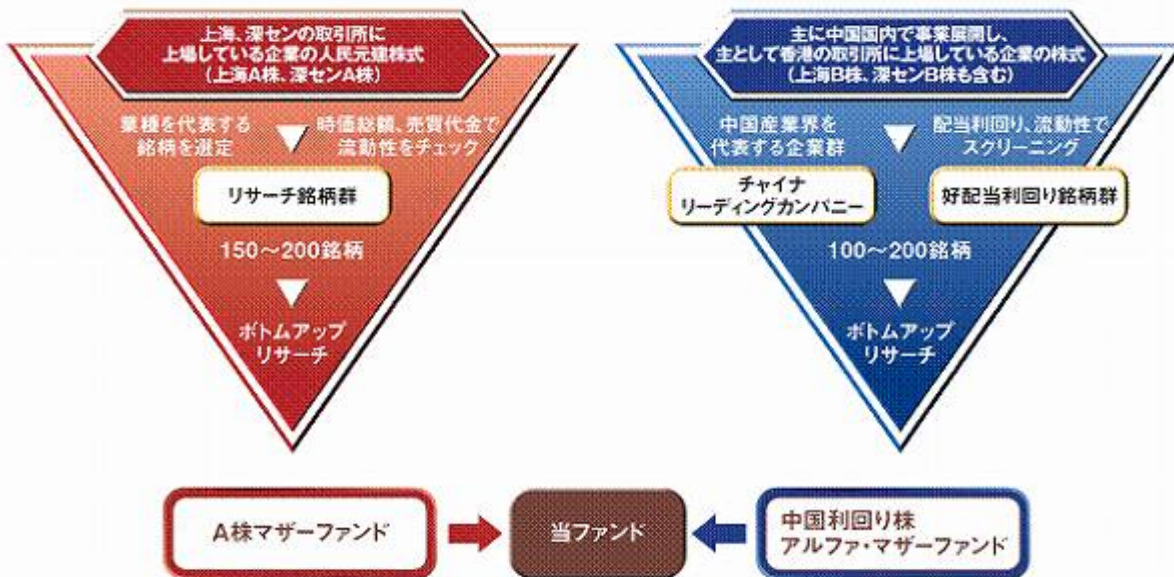 上海、深センの取引所に
上場している企業の人民元建株式
(上海A株、深センA株)
業種を代表する
銘柄を選定
時価総額、売買代金で
流動性をチェック
リサーチ銘柄群
150〜200銘柄
ボトムアップ
リサーチ
主に中国国内で事業展開し、
主として香港の取引所に上場している企業の株式
(上海B株、深センB株も含む)
中国産業界を
代表する企業群
配当利回り、流動性で
スクリーニング
チャイナ
リーディングカンパニー
好配当利回り銘柄群
100〜200銘柄
ボトムアップ
リサーチ
A株マザーファンド
当ファンド
中国利回り株
アルファ・マザーファンド